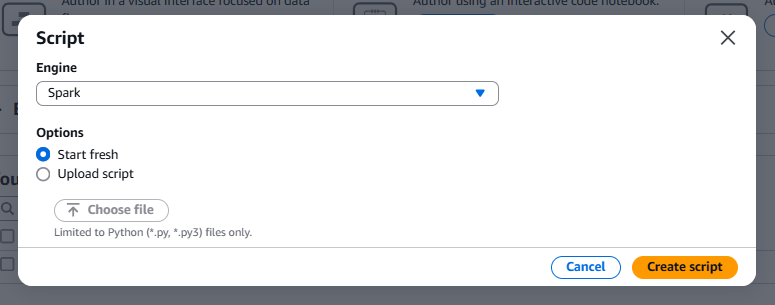 Author in a visual interface focused on data
Author using an interactive code notebook.
Script
Engine
Spark
Options
Start fresh
Upload script
Choose file
Limited to Python (*.py, *.py3) files only.
Cancel
Create script